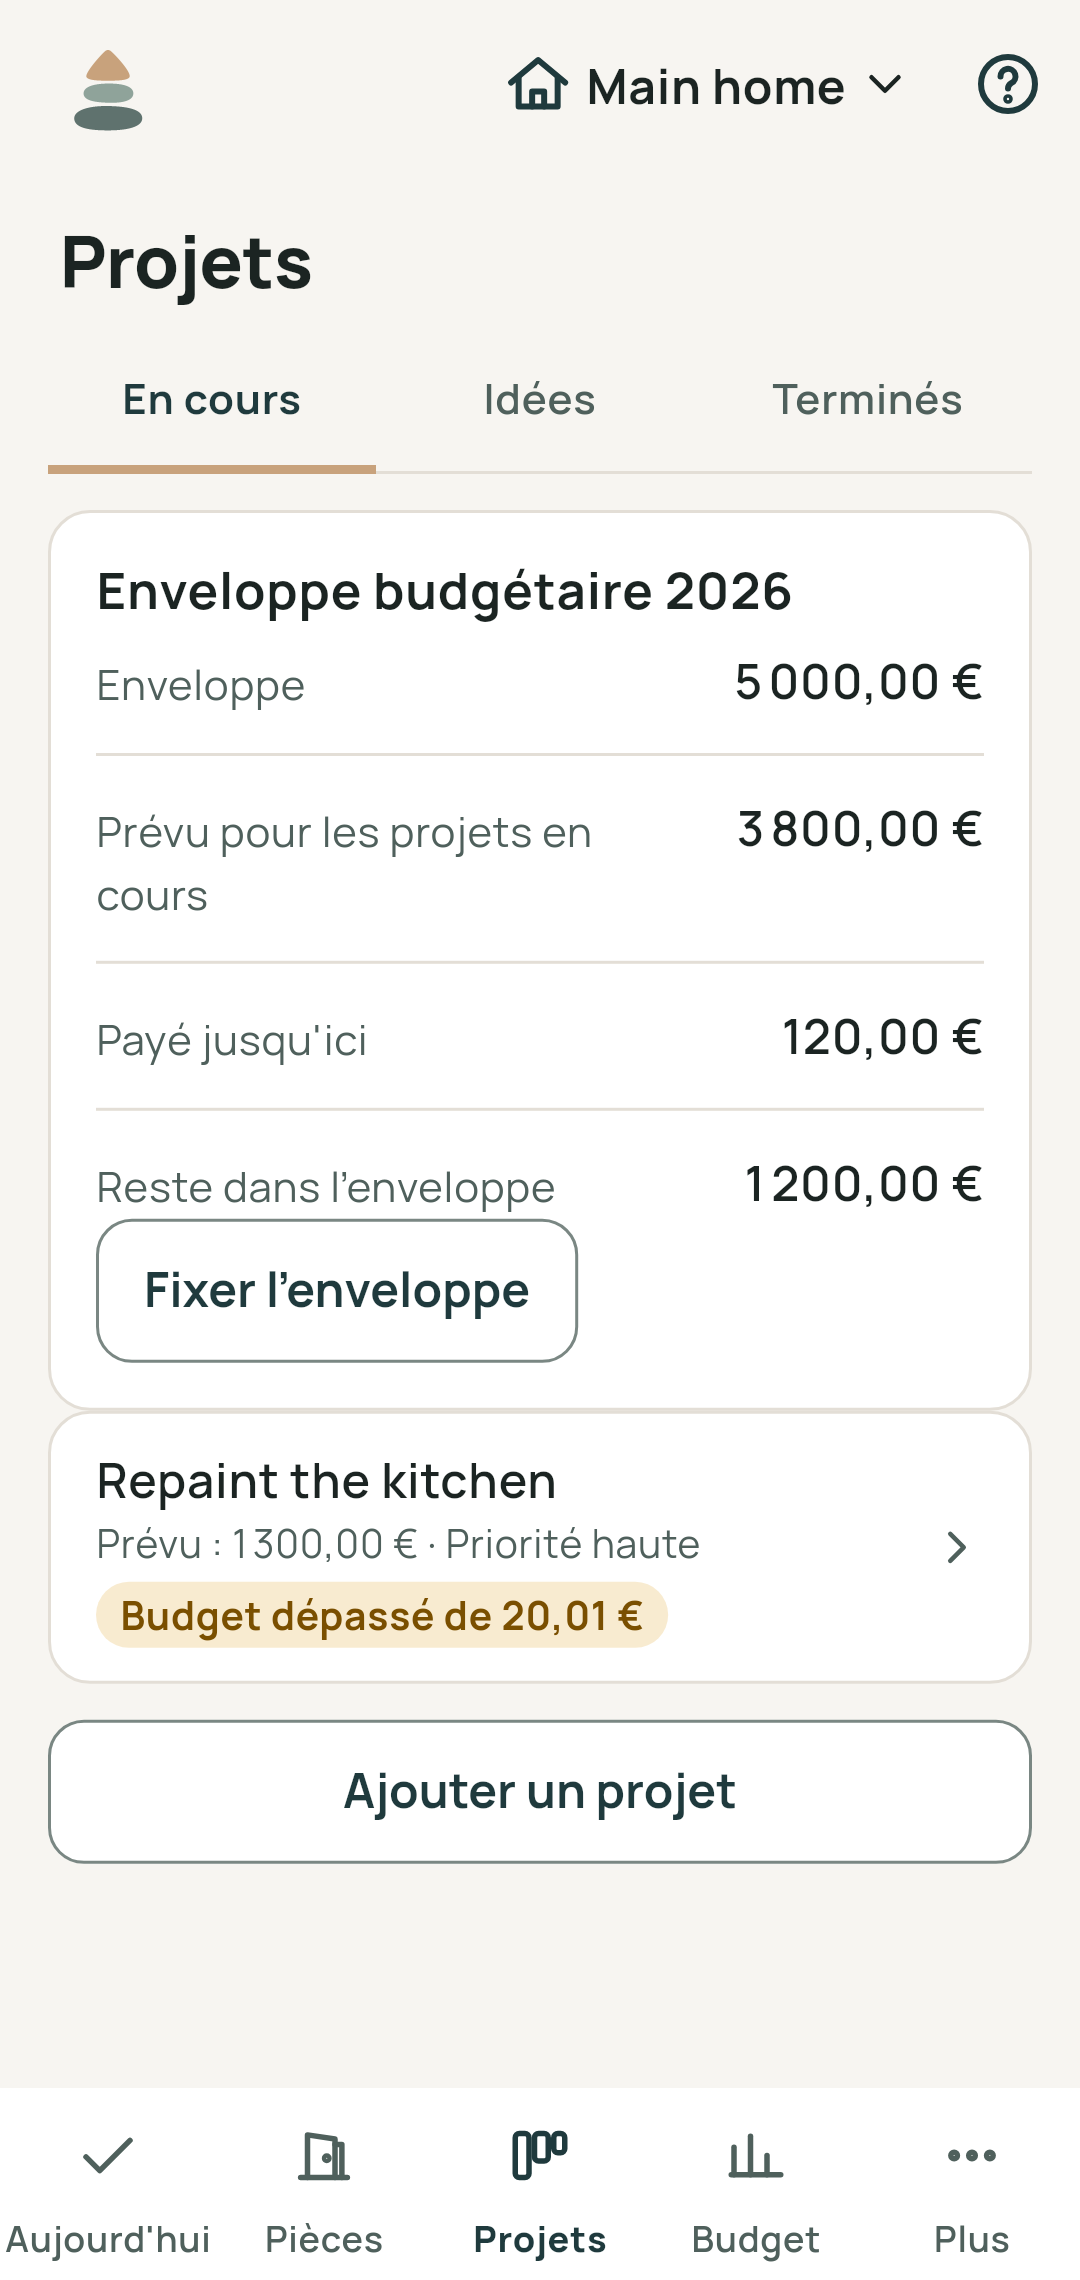 Main home
Projets
En cours
Idées
Terminés
Enveloppe budgétaire 2026
Enveloppe
5 000,00 €
Prévu pour les projets en
cours
3 800,00 €
Payé jusqu'ici
120,00 €
Reste dans l’enveloppe
1 200,00 €
Fixer l’enveloppe
Repaint the kitchen
Prévu : 1 300,00 € · Priorité haute
Budget dépassé de 20,01 €
Ajouter un projet
Aujourd'hui
Pièces
Projets
Budget
Plus